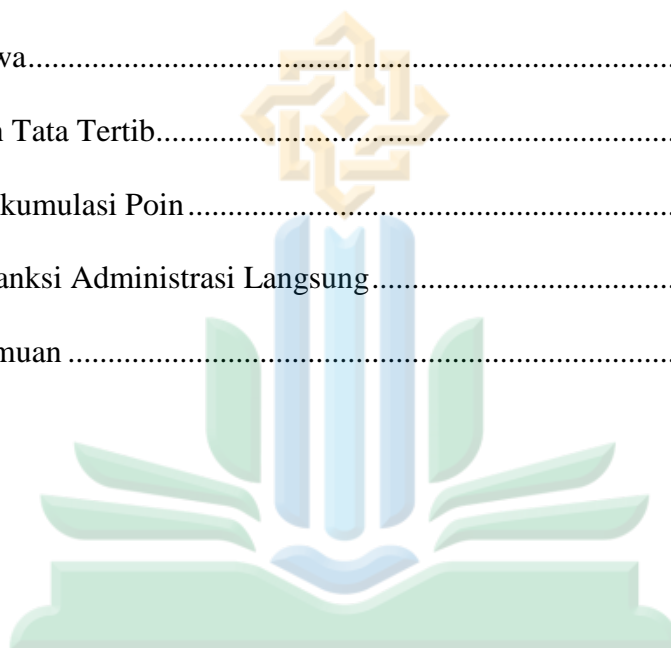 wa........................................................................................
n Tata Tertib........................................................................
kumulasi Poin ....................................................................
anksi Administrasi Langsung.............................................
muan ...................................................................................